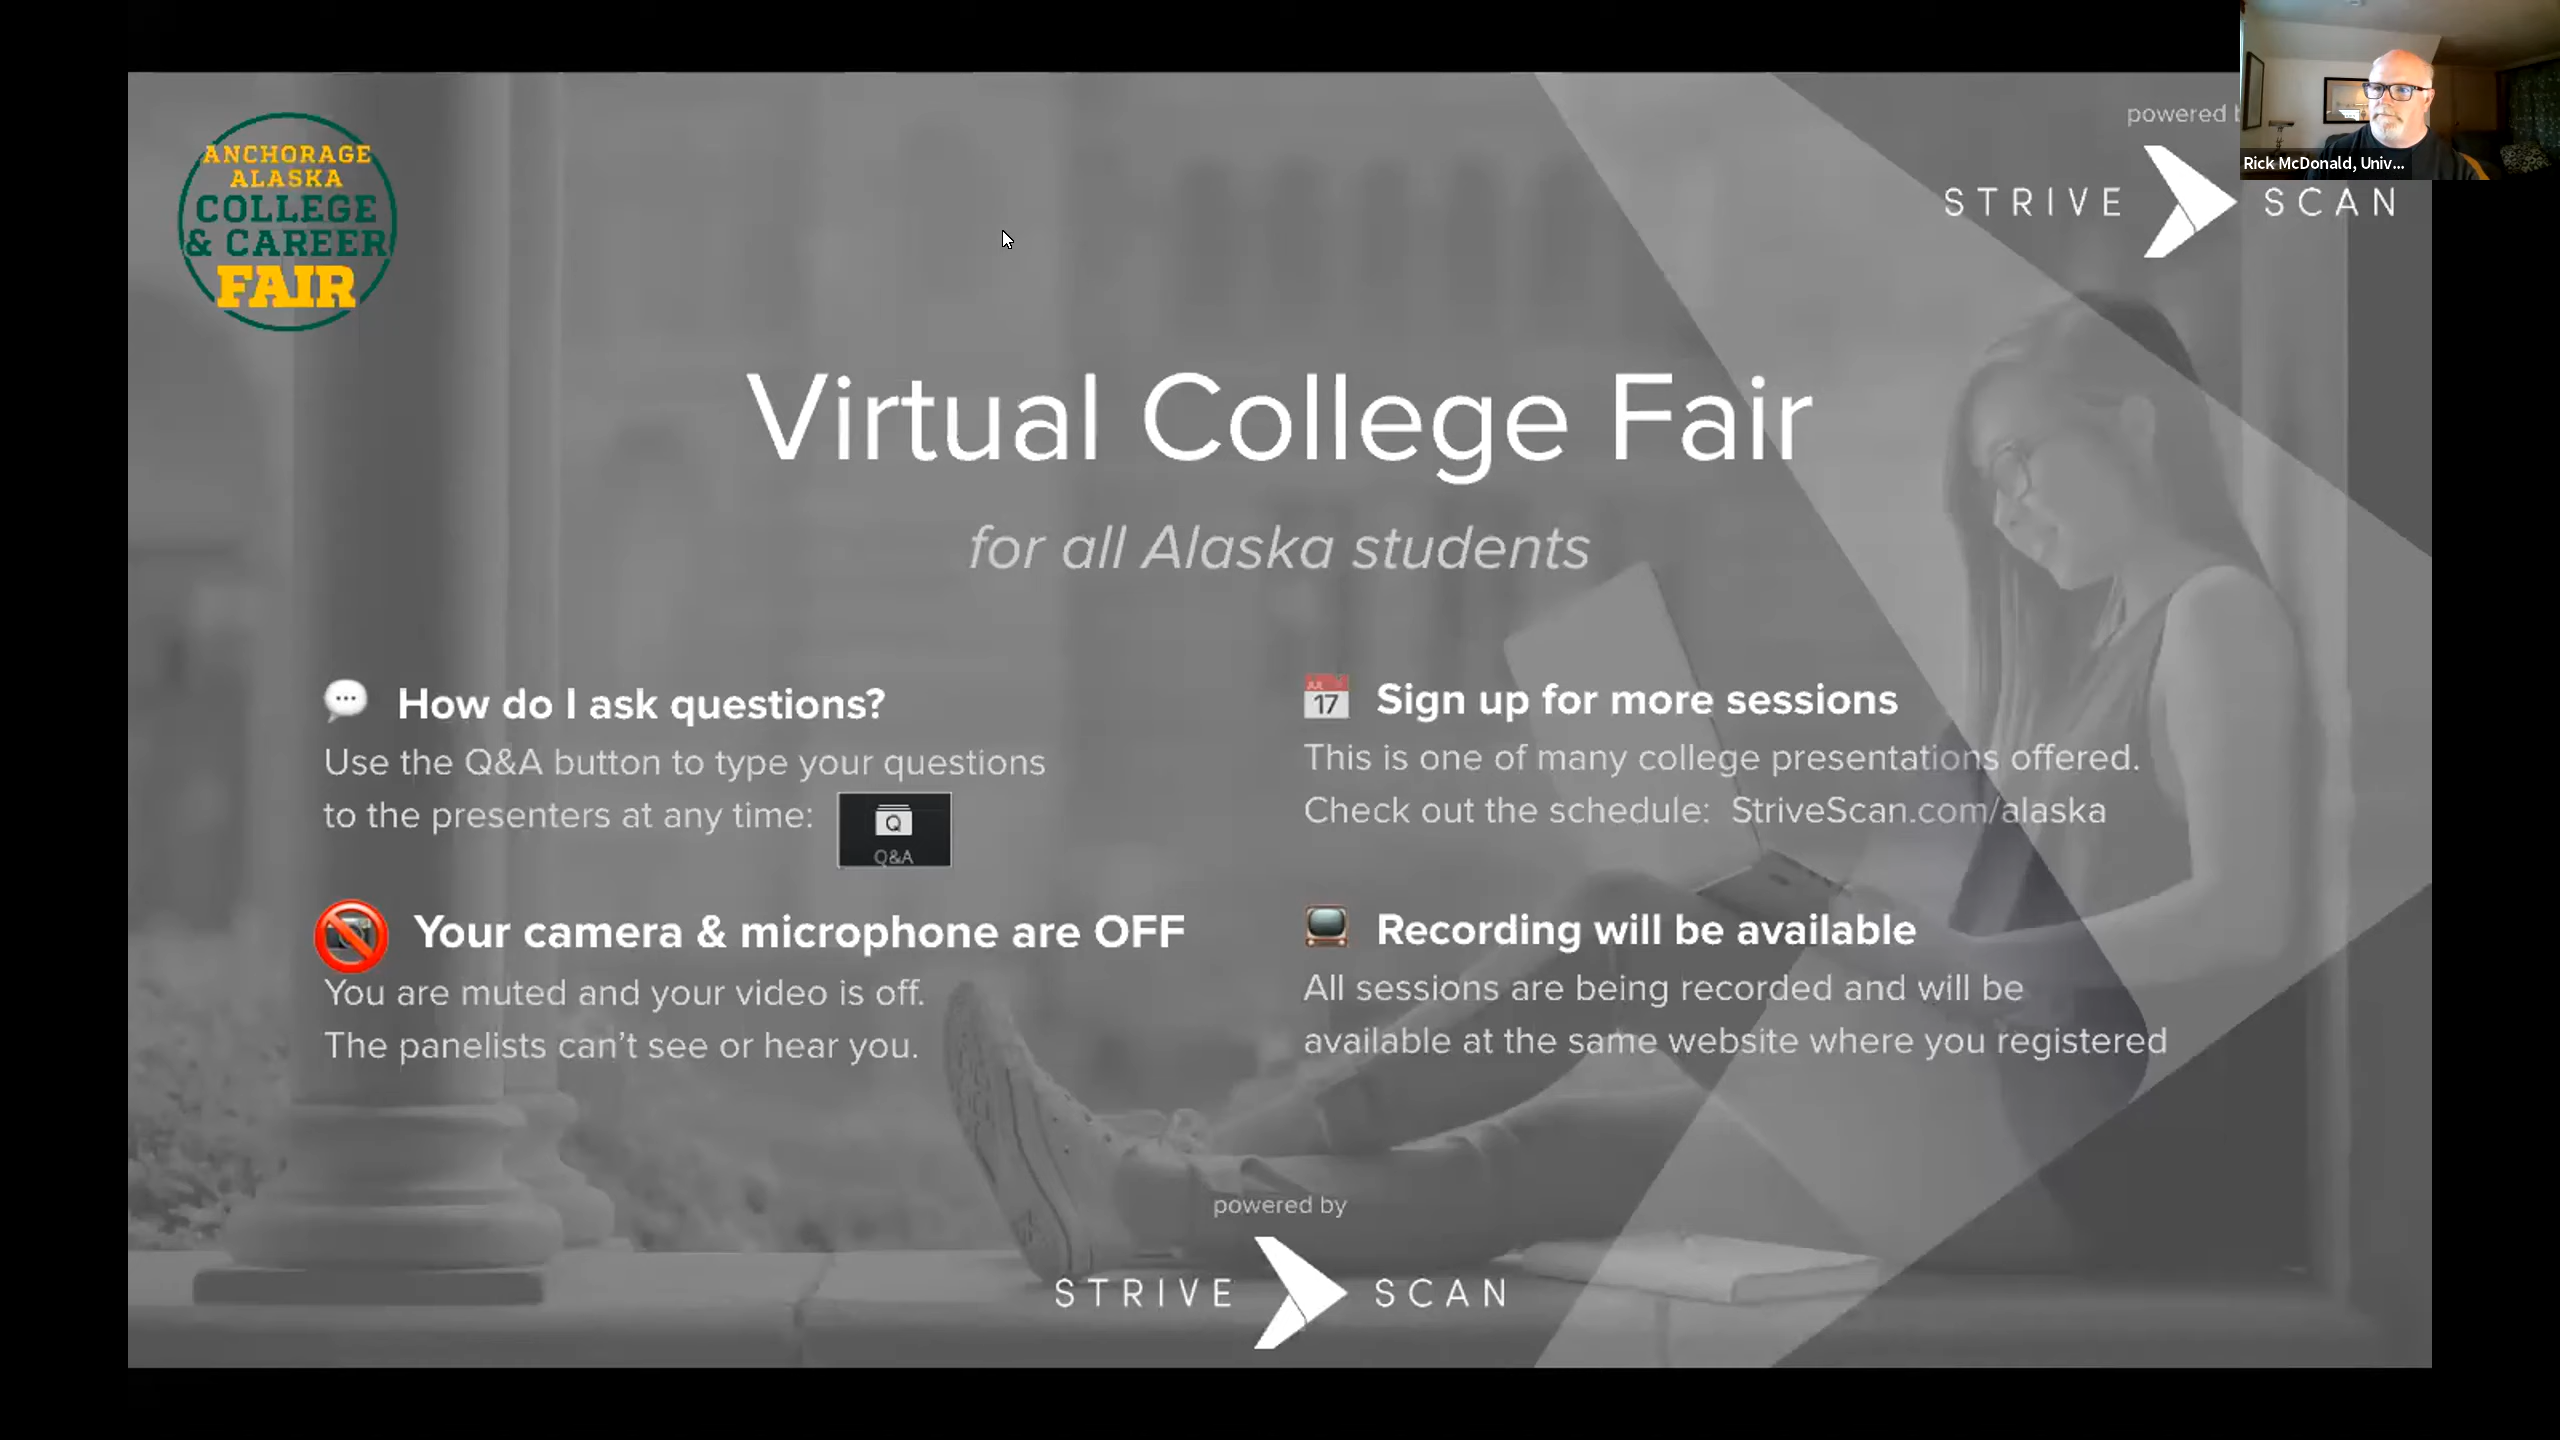 ANCHORAGE
ALASKA
COLLEGE
& CAREER
FAIR
powered
STRIVE SCAN
Rick McDonald, Univ...
Virtual College Fair
for all Alaska students
How do I ask questions?
Use the Q&A button to type your questions
to the presenters at any time:
Q
Q&A
Your camera & microphone are OFF
You are muted and your video is off.
The panelists can't see or hear you.
JUL
17
Sign up for more sessions
This is one of many college presentations offered.
Check out the schedule: StriveScan.com/alaska
Recording will be available
All sessions are being recorded and will be
available at the same website where you registered
powered by
STRIVE SCAN